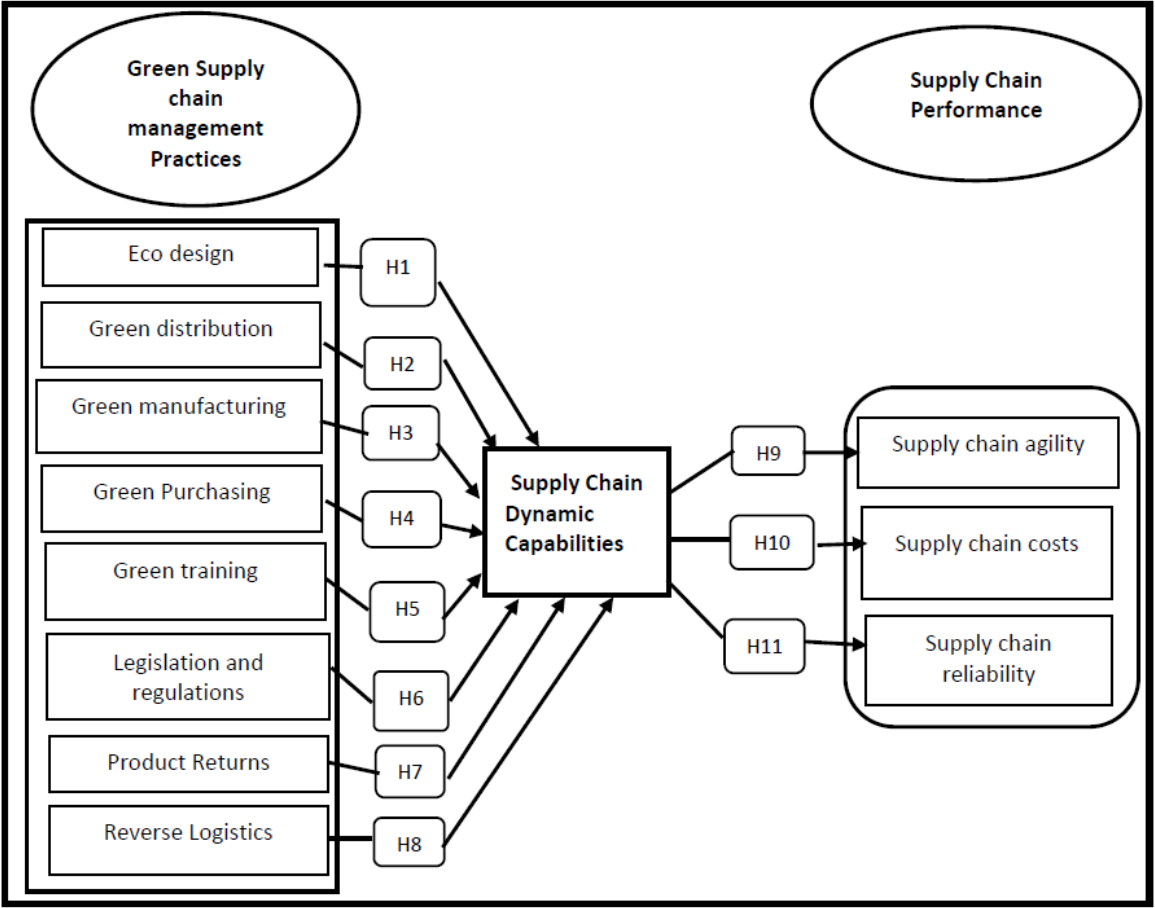 Green Supply
chain
management
Practices
Supply Chain
Performance
Eco design
H1
Green distribution
H2
Green manufacturing
H3
Green Purchasing
H4
Green training
H5
Legislation and
regulations
H6
Product Returns
H7
Reverse Logistics
H8
Supply Chain
Dynamic
Capabilities
H9
Supply chain agility
H10
Supply chain costs
H11
Supply chain
reliability